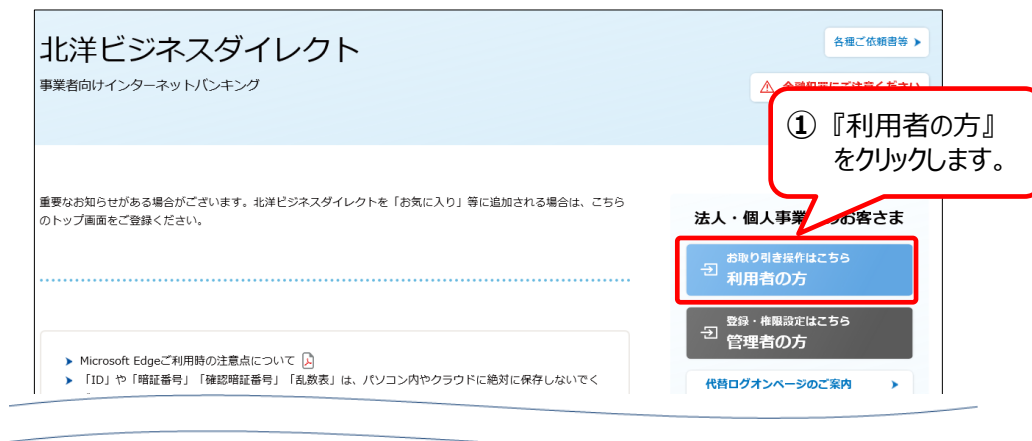 北洋ビジネスダイレクト
事業者向けインターネットバンキング
各種ご依頼書等
① 『利用者の方』
をクリックします。
重要なお知らせがある場合がございます。北洋ビジネスダイレクトを「お気に入り」等に追加される場合は、こちら
のトップ画面をご登録ください。
法人・個人事業
お客さま
お取り引き操作はこちら
利用者の方
登録・権限設定はこちら
管理者の方
代替ログオンページのご案内
Microsoft Edgeご利用時の注意点について
「ID」や「暗証番号」「確認暗証番号」「乱数表」は、パソコン内やクラウドに絶対に保存しないでく